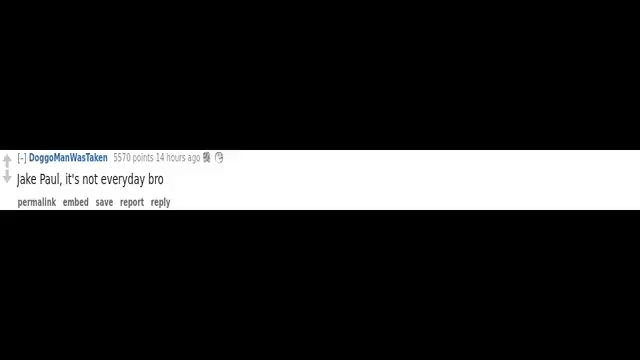 [-] DoggoManWasTaken 5570 points 14 hours ago
Jake Paul, it's not everyday bro
permalink embed save report reply